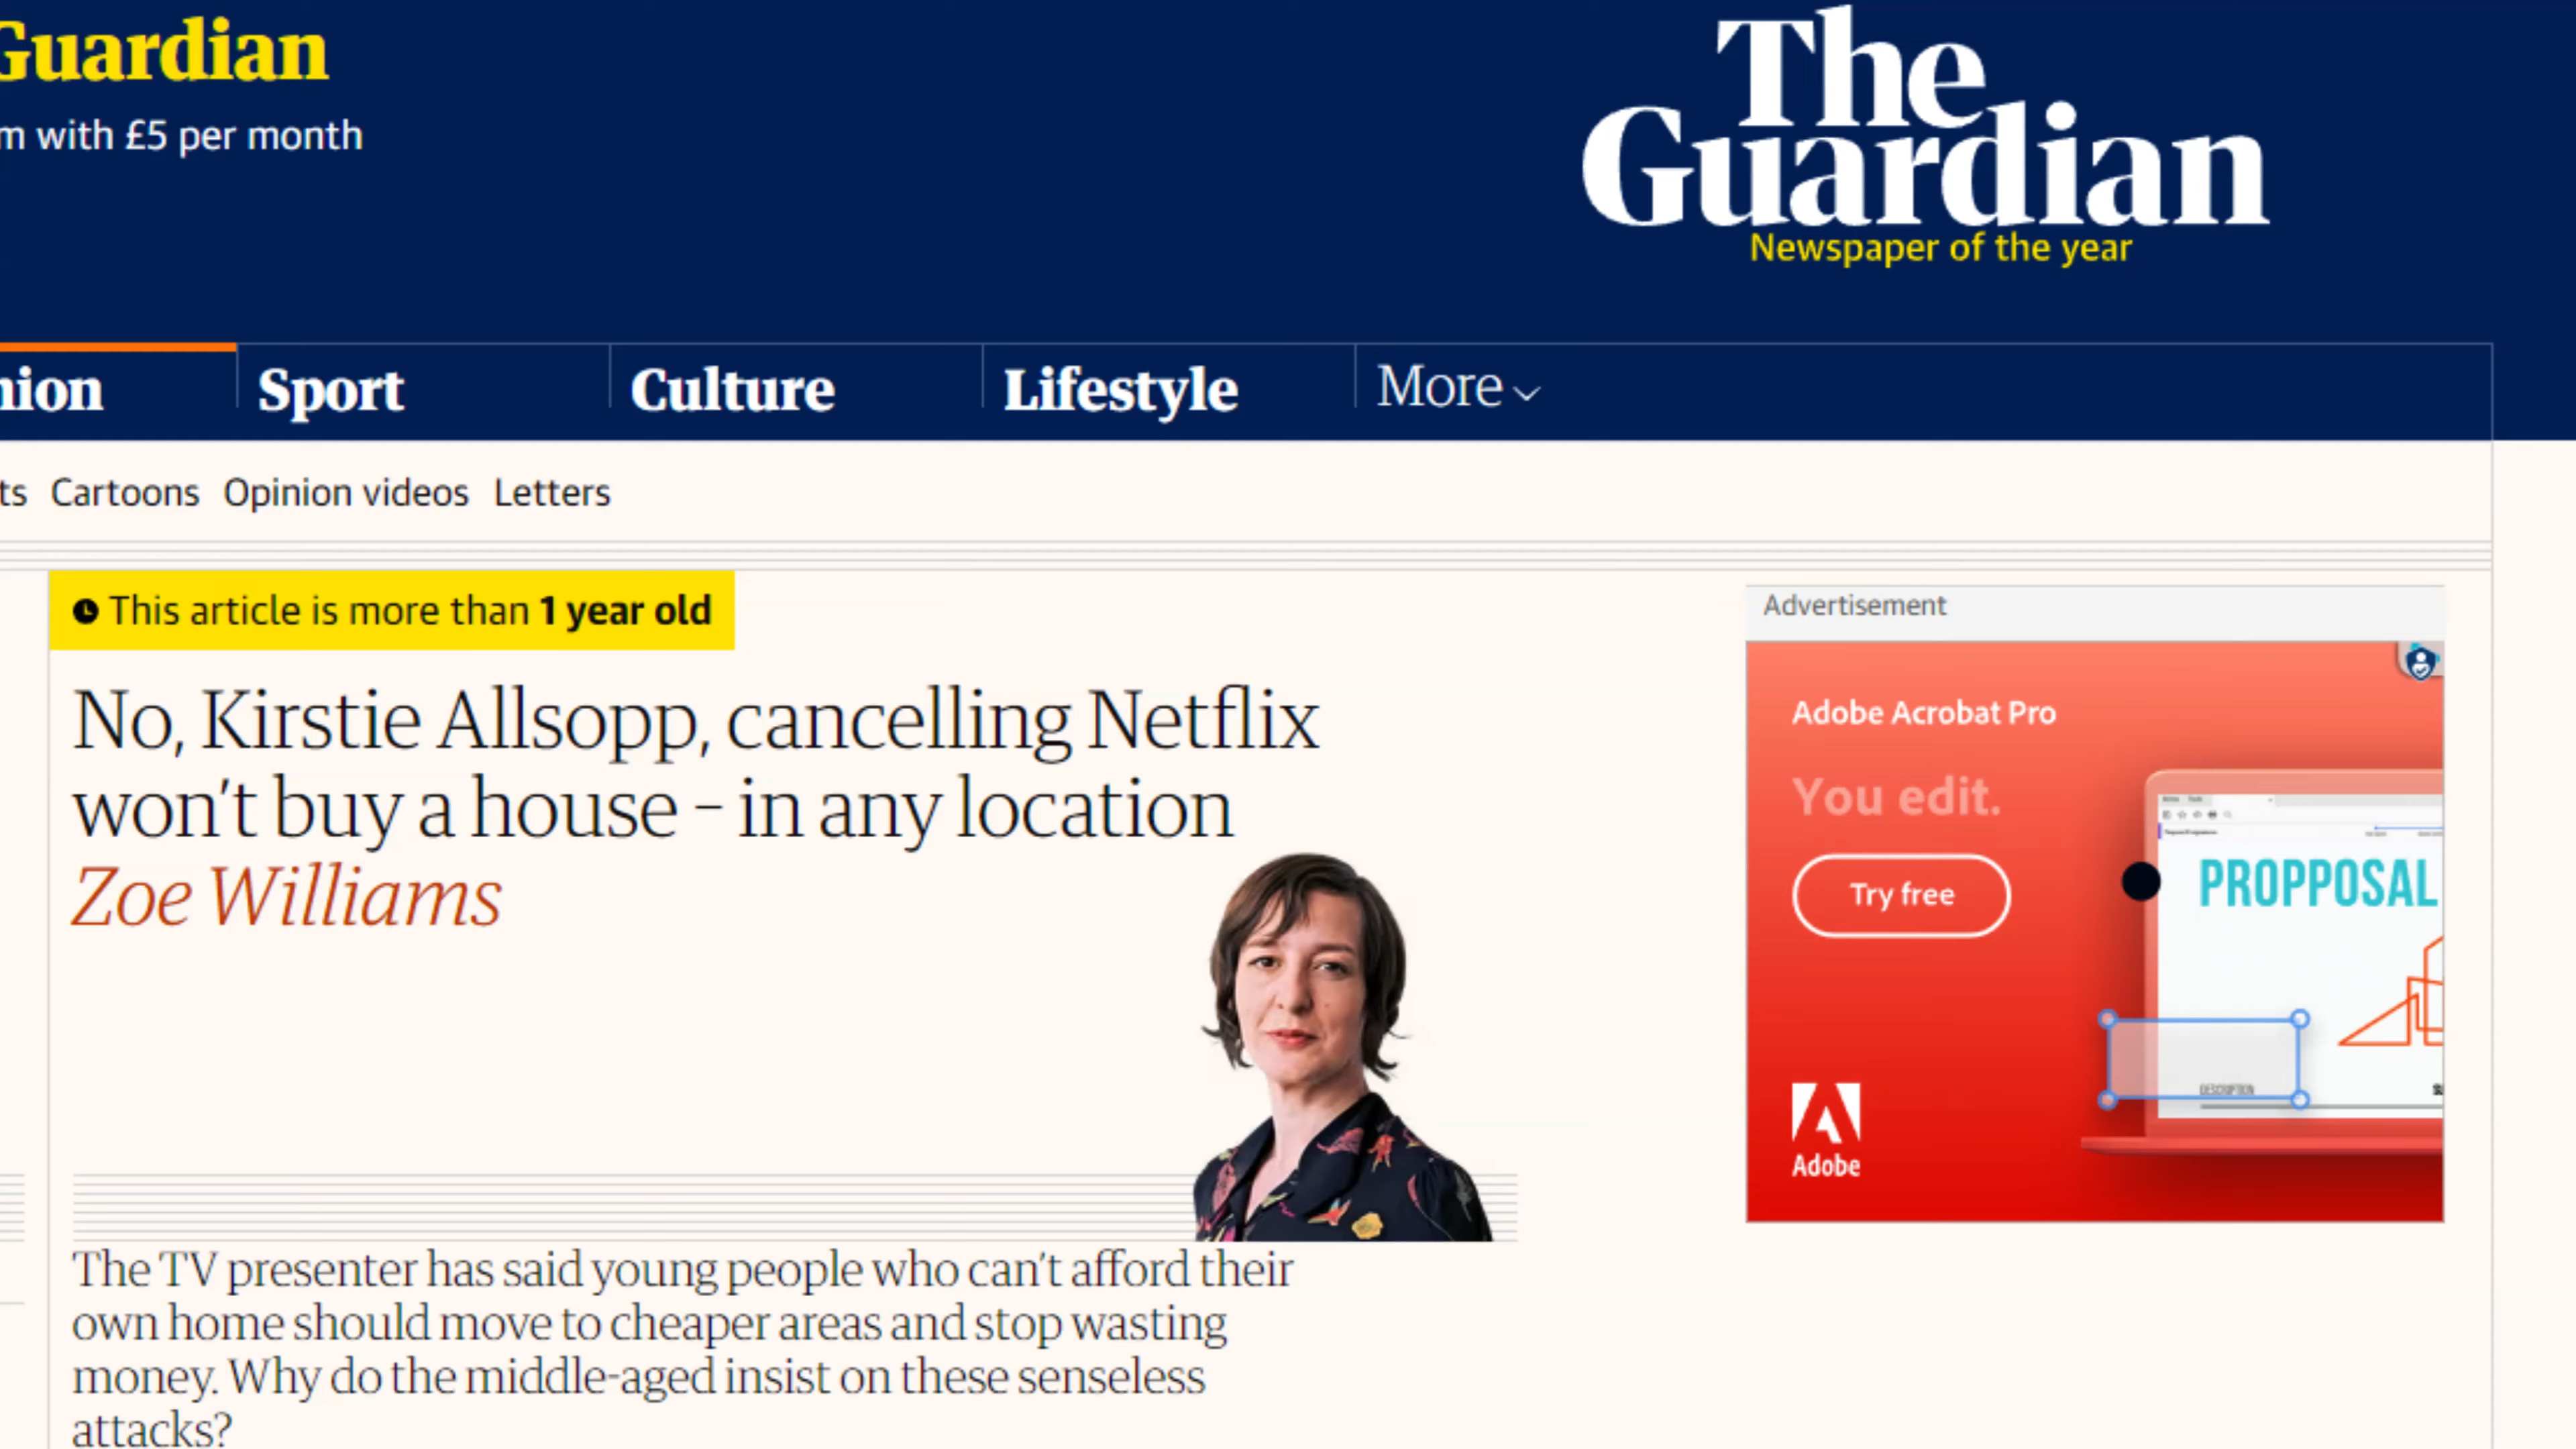 Guardian
m with £5 per month
The
Guardian
Newspaper of the year
nion
Sport
Culture
Lifestyle
More
ts Cartoons Opinion videos Letters
This article is more than 1 year old
No, Kirstie Allsopp, cancelling Netflix
won't buy a house – in any location
Zoe Williams
The TV presenter has said young people who can't afford their
own home should move to cheaper areas and stop wasting
money. Why do the middle-aged insist on these senseless
attacks?
Advertisement
Adobe Acrobat Pro
You edit.
Try free
PROPPOSAL
DESCRIPTION
Adobe